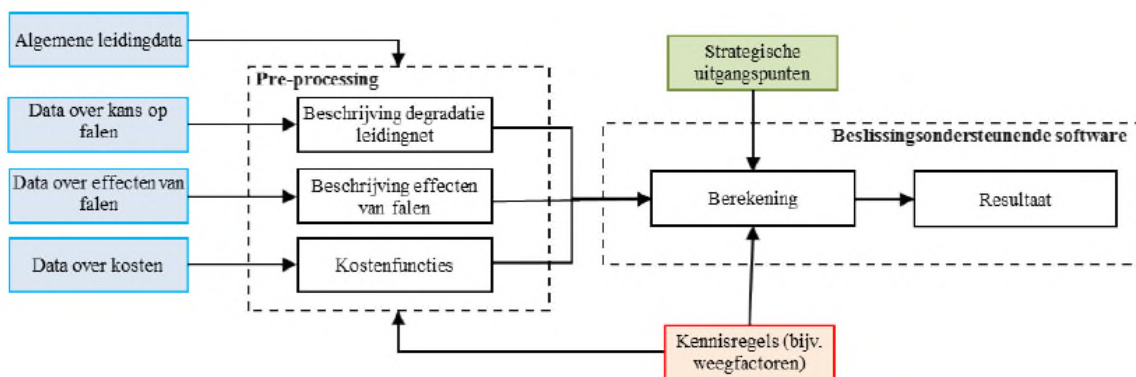 Algemene leidingdata
Pre-processing
Data over kans op
falen
Beschrijving degradatie
leidingnet
Data over effecten van
falen
Beschrijving effecten
van falen
Data over kosten
Kostenfuncties
Strategische
uitgangspunten
Beslissingsondersteunende software
Berekening
Resultaat
Kennisregels (bijv.
weegfactoren)